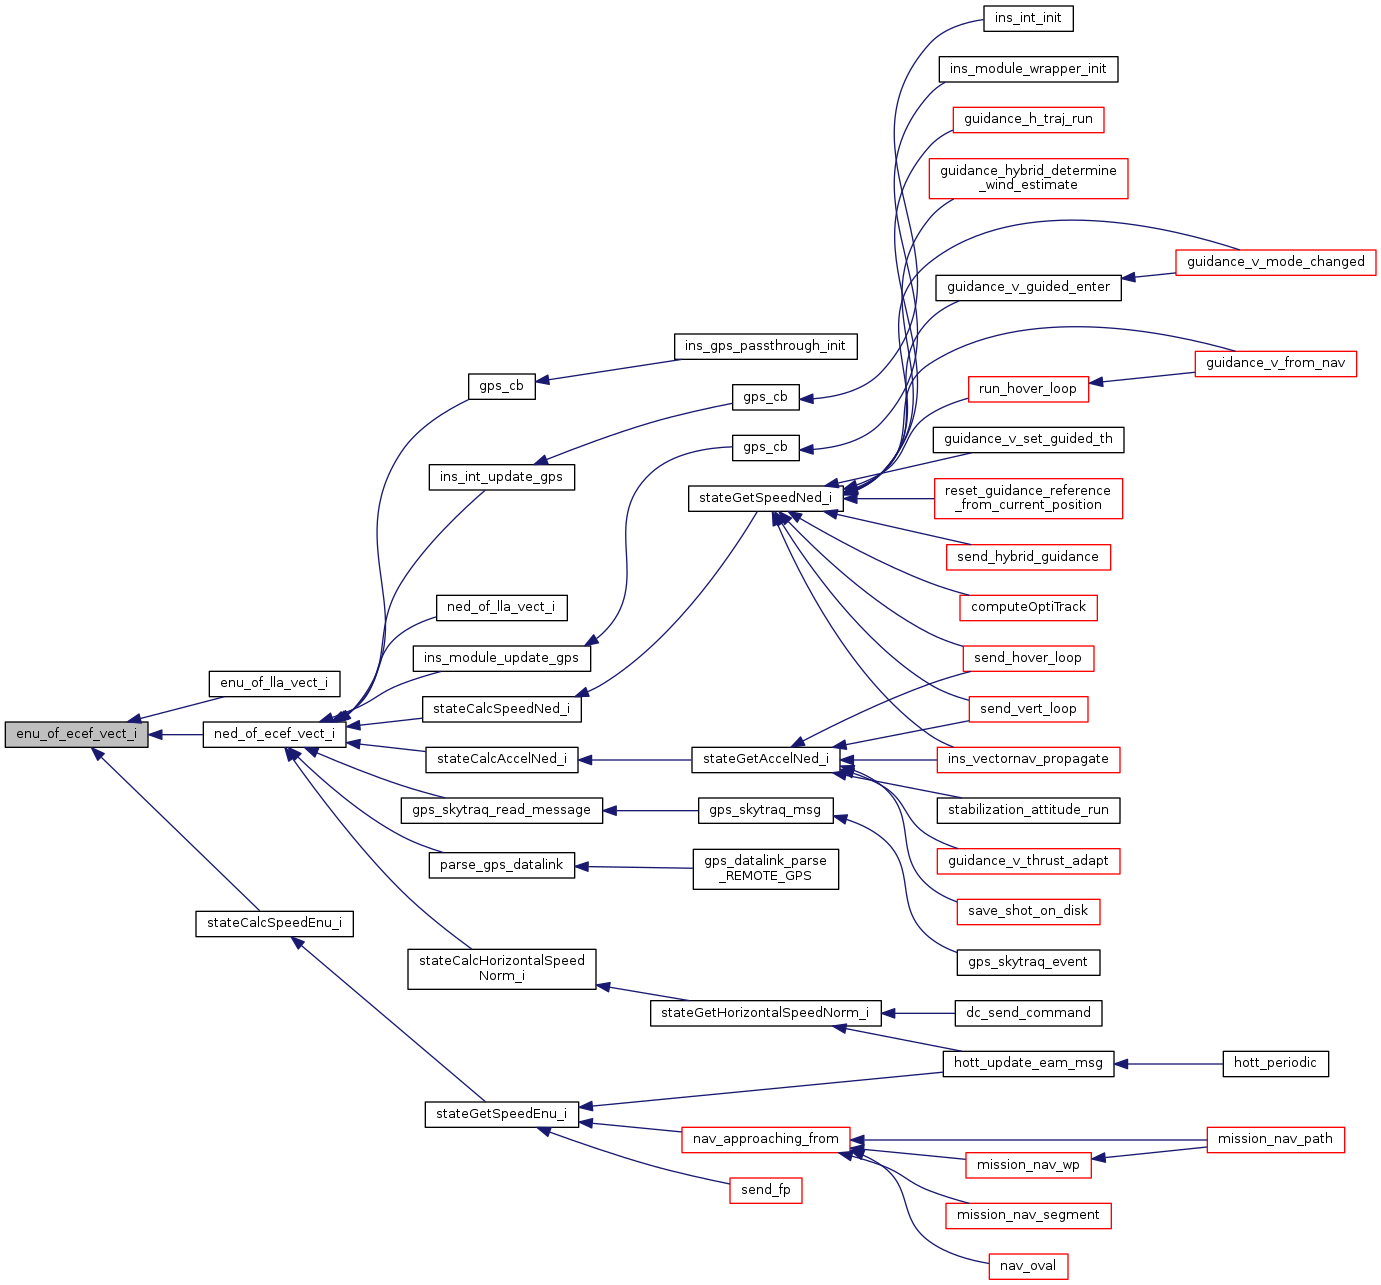 ins_int_init
ins_module_wrapper_init
guidance_h_traj_run
guidance_hybrid_determine
_wind_estimate
guidance_v_mode_changed
guidance_v_guided_enter
ins_gps_passthrough_init
guidance_v_from_nav
gps_cb
run_hover_loop
gps_cb
guidance_v_set_guided_th
gps_cb
ins_int_update_gps
stateGetSpeedNed_i
reset_guidance_reference
_from_current_position
send_hybrid_guidance
ned_of_lla_vect_i
computeOptiTrack
ins_module_update_gps
send_hover_loop
enu_of_lla_vect_i
stateCalcSpeedNed_i
send_vert_loop
enu_of_ecef_vect_i
ned_of_ecef_vect_i
stateCalcAccelNed_i
stateGetAccelNed_i
ins_vectornav_propagate
gps_skytraq_read_message
gps_skytraq_msg
stabilization_attitude_run
parse_gps_datalink
gps_datalink_parse
_REMOTE_GPS
guidance_v_thrust_adapt
save_shot_on_disk
stateCalcSpeedEnu_i
gps_skytraq_event
stateCalcHorizontalSpeed
Norm_i
stateGetHorizontalSpeedNorm_i
dc_send_command
hott_update_eam_msg
hott_periodic
stateGetSpeedEnu_i
nav_approaching_from
mission_nav_path
mission_nav_wp
send_fp
mission_nav_segment
nav_oval